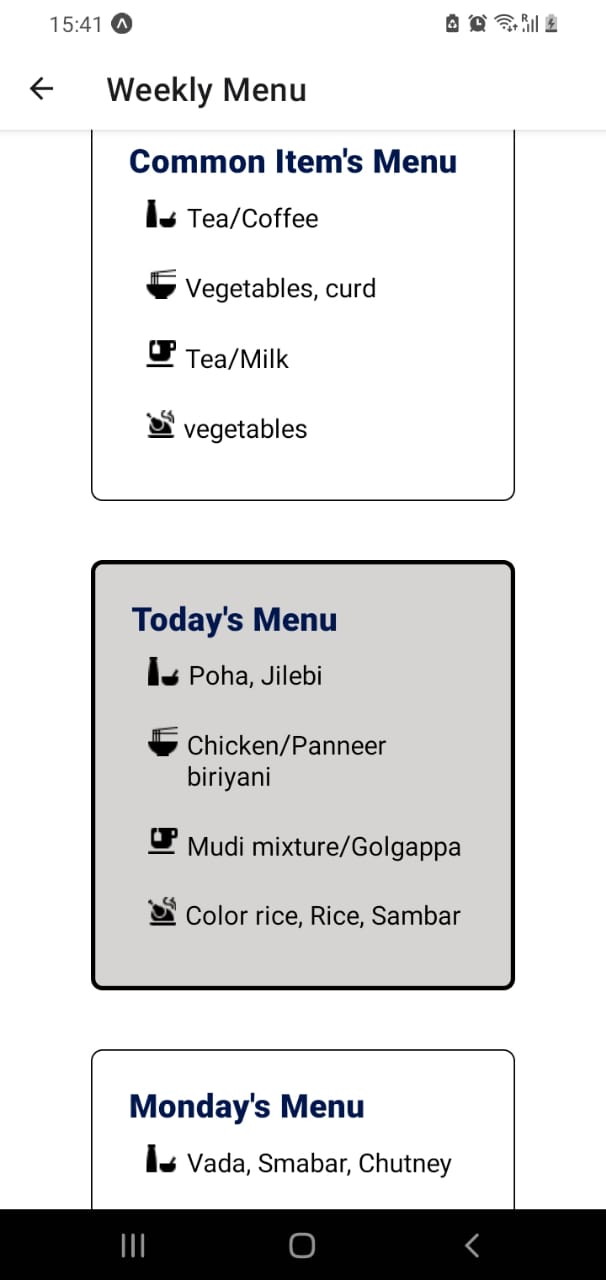 15:41
Weekly Menu
Common Item's Menu
Tea/Coffee
Vegetables, curd
Tea/Milk
vegetables
Today's Menu
Poha, Jilebi
Chicken/Panneer
biriyani
Mudi mixture/Golgappa
Color rice, Rice, Sambar
Monday's Menu
Vada, Smabar, Chutney